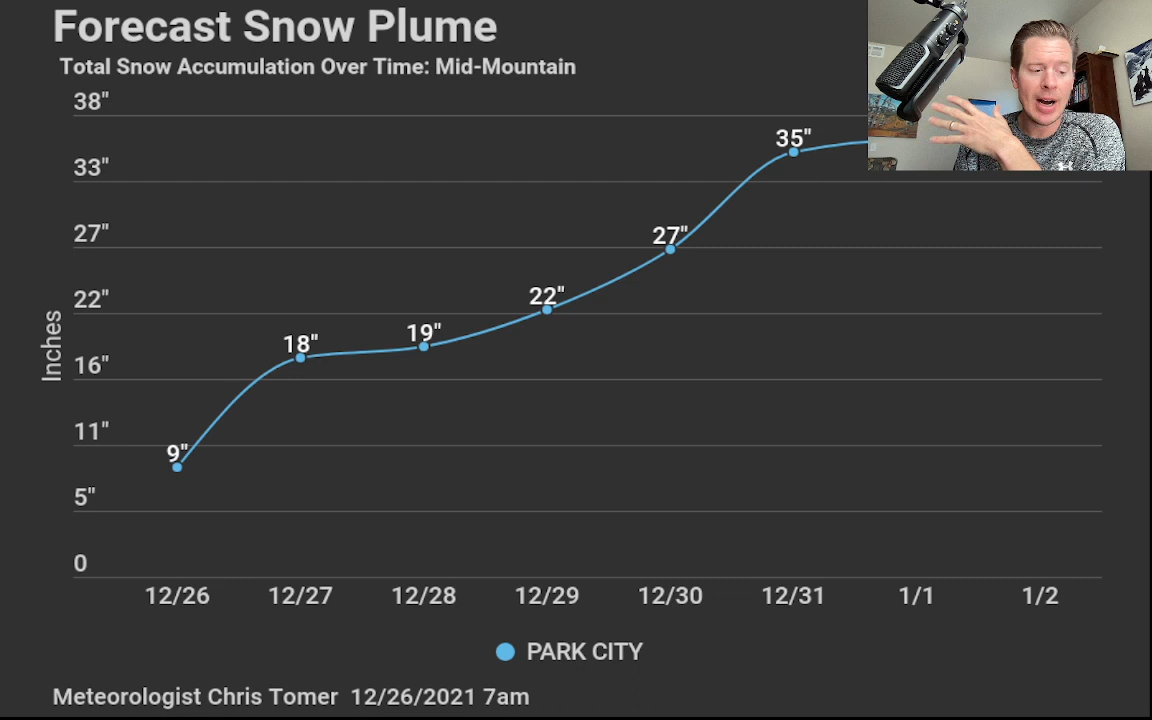 Forecast Snow Plume
Total Snow Accumulation Over Time: Mid-Mountain
38"
35"
33"
27"
27"
22"
22"
19"
18"
16"
11"
9"
5"
0
Inches
12/26 12/27 12/28 12/29 12/30 12/31 1/1 1/2
PARK CITY
Meteorologist Chris Tomer 12/26/2021 7am